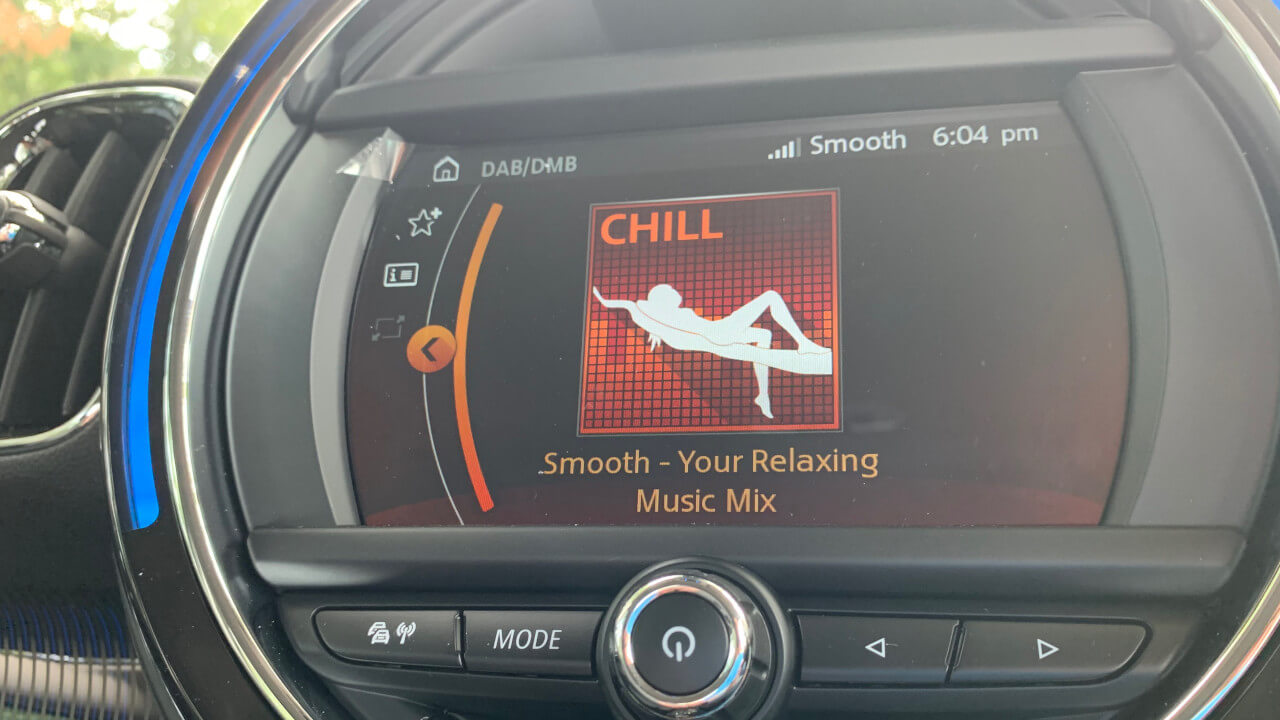 DAB/DMB
Smooth 6:04 pm
CHILL
Smooth - Your Relaxing
Music Mix
MODE